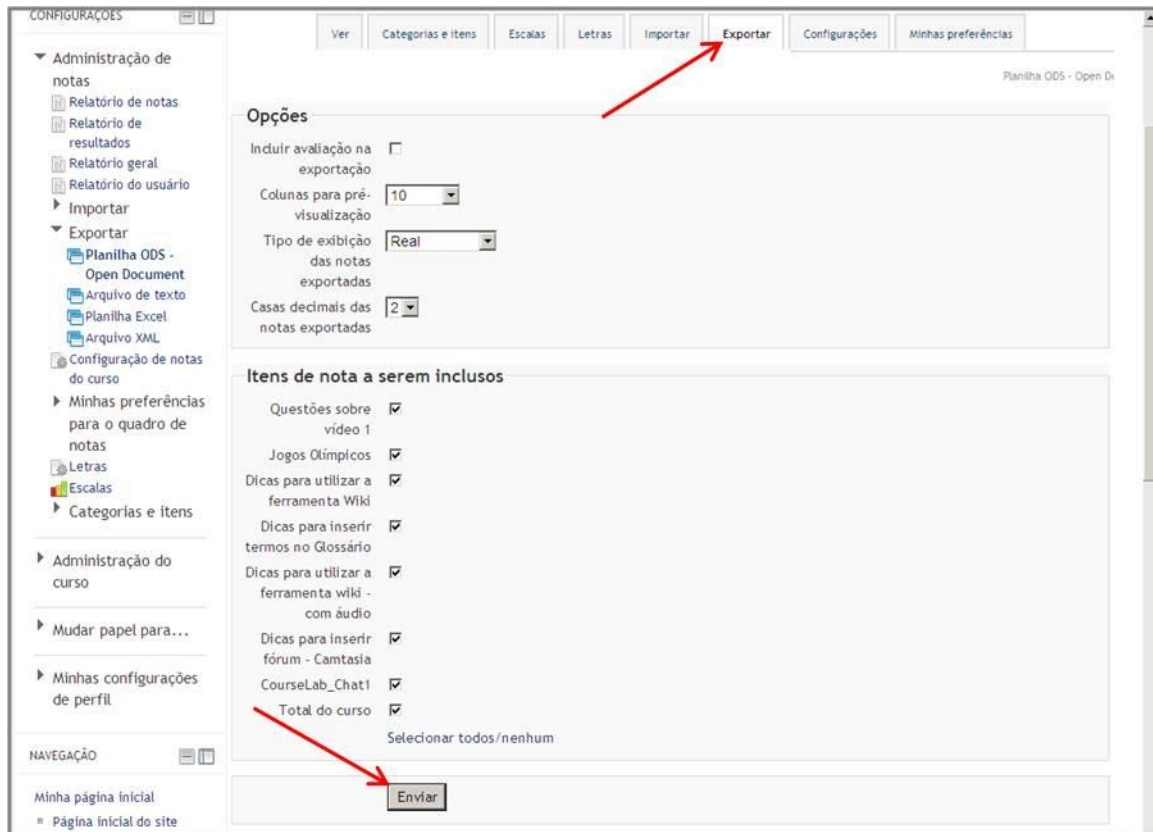 CONFIGURAÇÕES
Administração de
notas
Relatório de notas
Relatório de
resultados
Relatório geral
Relatório do usuário
Importar
Exportar
Planilha ODS -
Open Document
Arquivo de texto
Planilha Excel
Arquivo XML
Configuração de notas
do curso
Minhas preferências
para o quadro de
notas
Letras
Escalas
Categorias e itens
Administração do
curso
Mudar papel para...
Minhas configurações
de perfil
NAVEGAÇÃO
Minha página inicial
Página inicial do site
Ver Categorias e itens Escalas Letras Importar Exportar Configurações Minhas preferências
Planilha ODS - Open
Opções
Incluir avaliação na
exportação
Colunas para pré-
visualização
10
Tipo de exibição
das notas
exportadas
Real
Casas decimais das
notas exportadas
2
Itens de nota a serem inclusos
Questões sobre
vídeo 1
Jogos Olímpicos
Dicas para utilizar a
ferramenta Wiki
Dicas para inserir
termos no Glossário
Dicas para utilizar a
ferramenta wiki -
com áudio
Dicas para inserir
fórum - Camtasia
CourseLab_Chat1
Total do curso
Selecionar todos/nenhum
Enviar